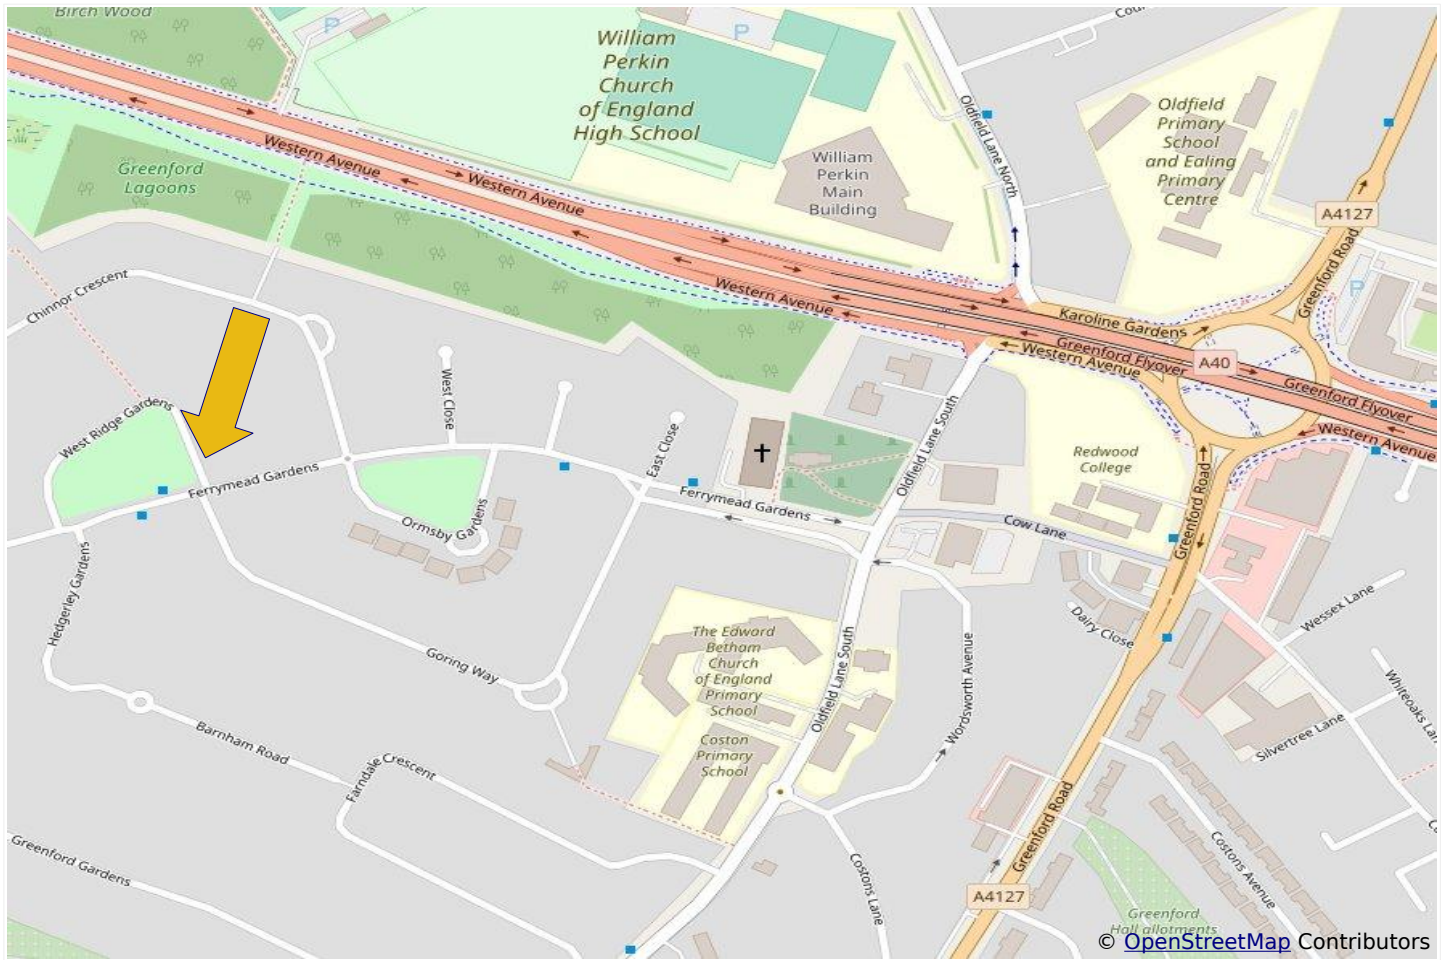 Birch Wood
P
William
Perkin
Church
of England
High School
P
Oldfield Lane North
Oldfield
Primary
School
and Ealing
Primary
Centre
William
Perkin
Main
Building
A4127
Greenford Road
Greenford
Lagoons
Western Avenue
Western Avenue
Western Avenue
Chinnor Crescent
Karoline Gardens
Greenford Flyover
Western Avenue
A40
Greenford Flyover
Western Avenue
Greenford Road
P
West Ridge Gardens
West Close
East Close
Oldfield Lane South
Redwood
College
Ferrymead Gardens
Ferrymead Gardens
Ormsby Gardens
Cow Lane
Greenford Road
Hedgerley Gardens
Goring Way
The Edward
Betham
Church
of England
Primary
School
Coston
Primary
School
Oldfield Lane South
Wordsworth Avenue
Dairy Close
Wessex Lane
Whiteoaks Lan
Silvertree Lane
Barnham Road
Farndale Crescent
Greenford Gardens
Greenford Road
Costons Lane
Costons Avenue
A4127
Greenford
Hall allotments
© OpenStreetMap Contributors